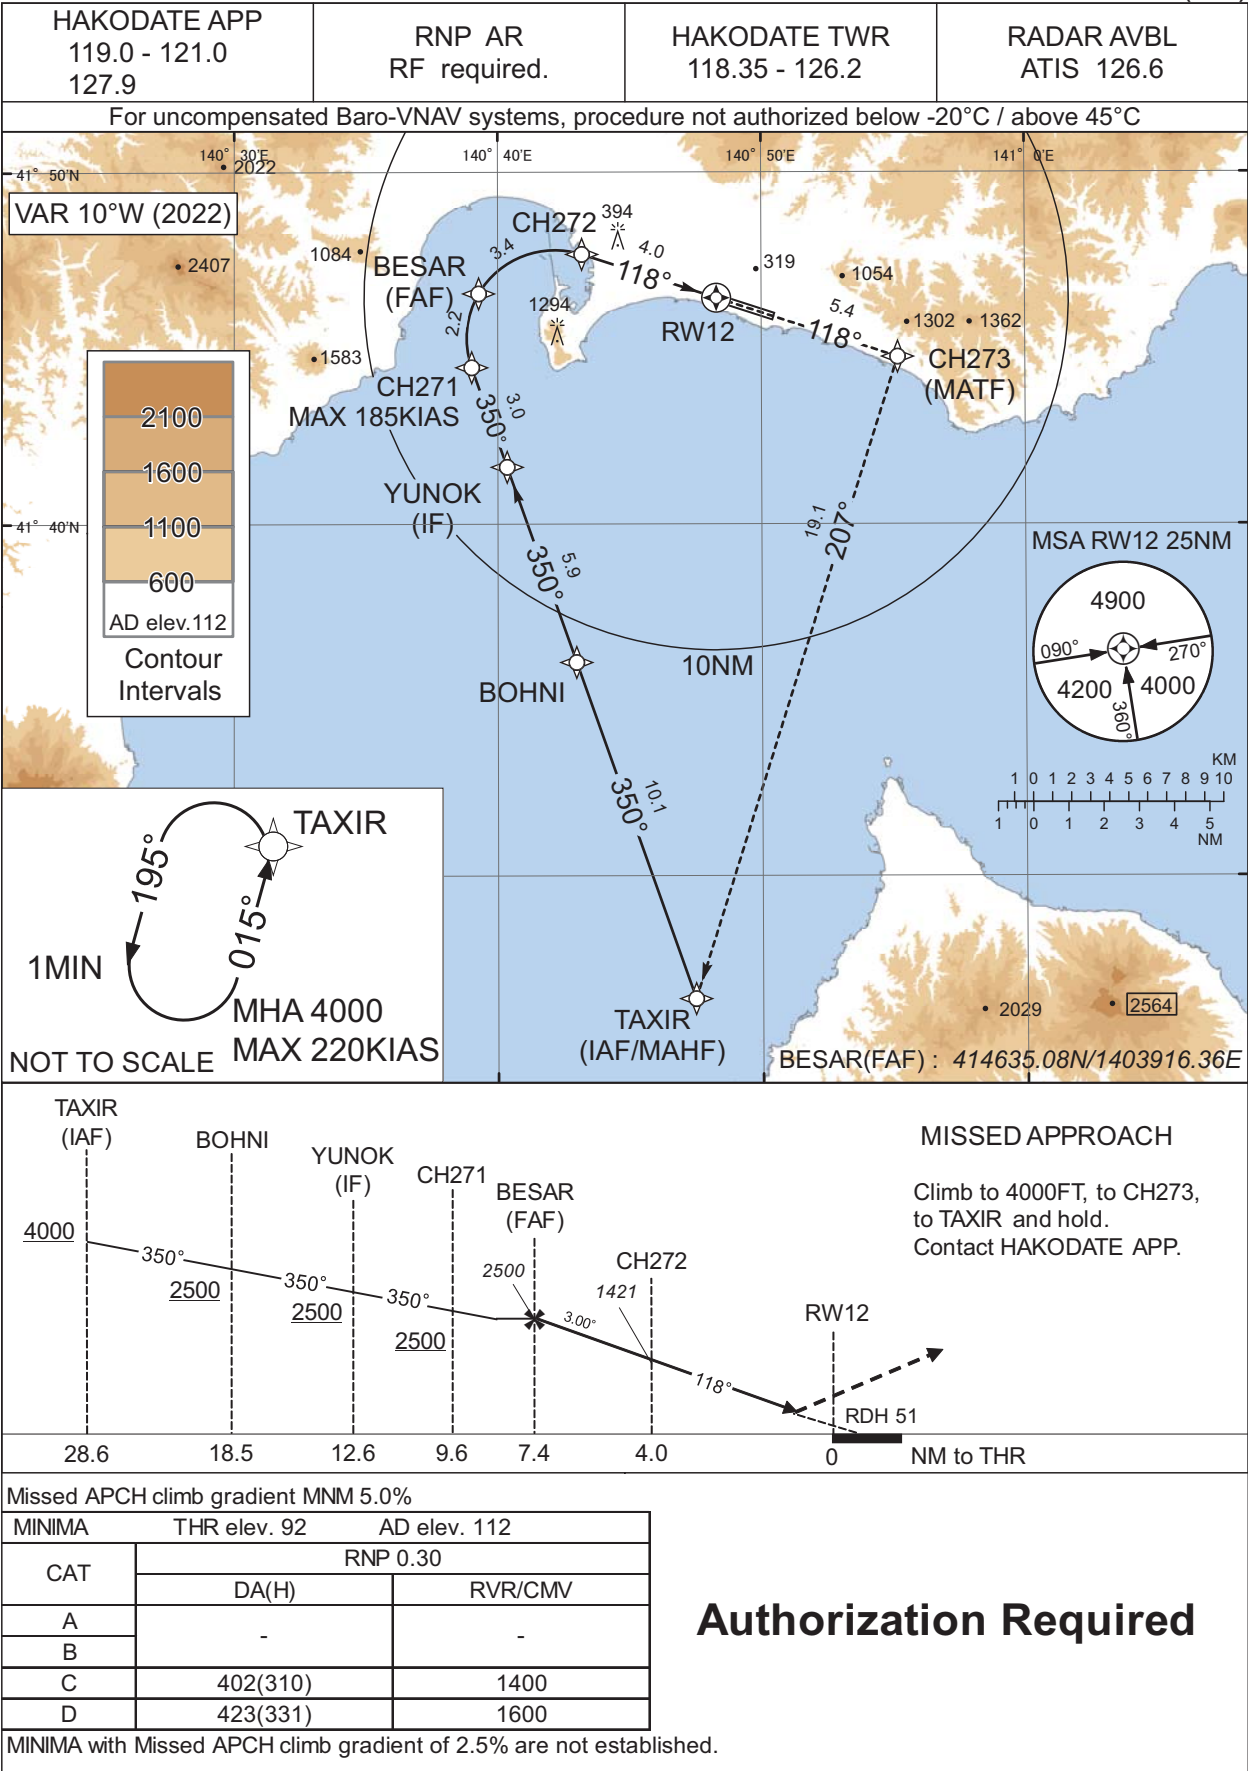 HAKODATE APP
119.0 - 121.0
127.9
RNP AR
RF required.
HAKODATE TWR
118.35 - 126.2
RADAR AVBL
ATIS 126.6
For uncompensated Baro-VNAV systems, procedure not authorized below -20°C / above 45°C
140° 30'E
140° 40'E
140° 50'E
141° 0'E
41° 50'N
2022
VAR 10°W (2022)
2407
1084
1583
BESAR
(FAF)
3.4
CH272
394
4.0
118°
319
1054
1294
RW12
5.4
118°
1302
1362
CH273
(MATF)
2.2
CH271
MAX 185KIAS
3.0
350°
YUNOK
(IF)
2100
1600
1100
600
AD elev.112
Contour
Intervals
41° 40'N
5.9
350°
19.1
207°
BOHNI
10NM
MSA RW12 25NM
4900
090°
270°
4200
4000
360°
10.1
350°
KM
1 0 1 2 3 4 5 6 7 8 9 10
1 0 1 2 3 4 5
NM
TAXIR
195°
015°
1MIN
MHA 4000
MAX 220KIAS
NOT TO SCALE
TAXIR
(IAF/MAHF)
2029
2564
BESAR(FAF) : 414635.08N/1403916.36E
TAXIR
(IAF)
BOHNI
YUNOK
(IF)
CH271
BESAR
(FAF)
CH272
RW12
4000
350°
2500
350°
2500
350°
2500
2500
3.00°
1421
118°
RDH 51
28.6
18.5
12.6
9.6
7.4
4.0
0
NM to THR
MISSED APPROACH
Climb to 4000FT, to CH273,
to TAXIR and hold.
Contact HAKODATE APP.
Missed APCH climb gradient MNM 5.0%
MINIMA THR elev. 92 AD elev. 112
CAT
RNP 0.30
DA(H) RVR/CMV
A
B
- -
C 402(310) 1400
D 423(331) 1600
MINIMA with Missed APCH climb gradient of 2.5% are not established.
Authorization Required